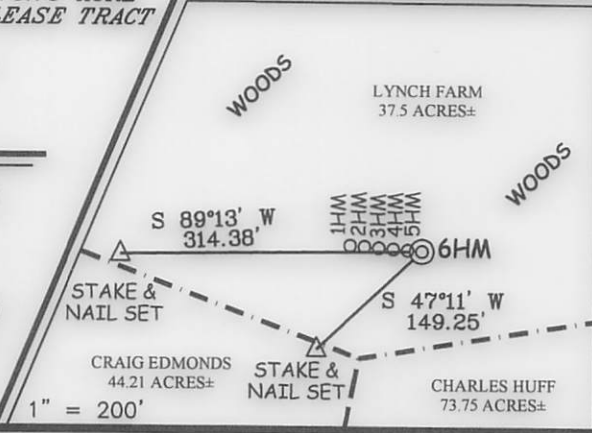 LEASE TRACT
WOODS
LYNCH FARM
37.5 ACRES±
WOODS
S 89°13' W
314.38'
1HM
2HM
3HM
4HM
5HM
6HM
STAKE &
NAIL SET
S 47°11' W
149.25'
CRAIG EDMONDS
44.21 ACRES±
STAKE &
NAIL SET
CHARLES HUFF
73.75 ACRES±
1" = 200'